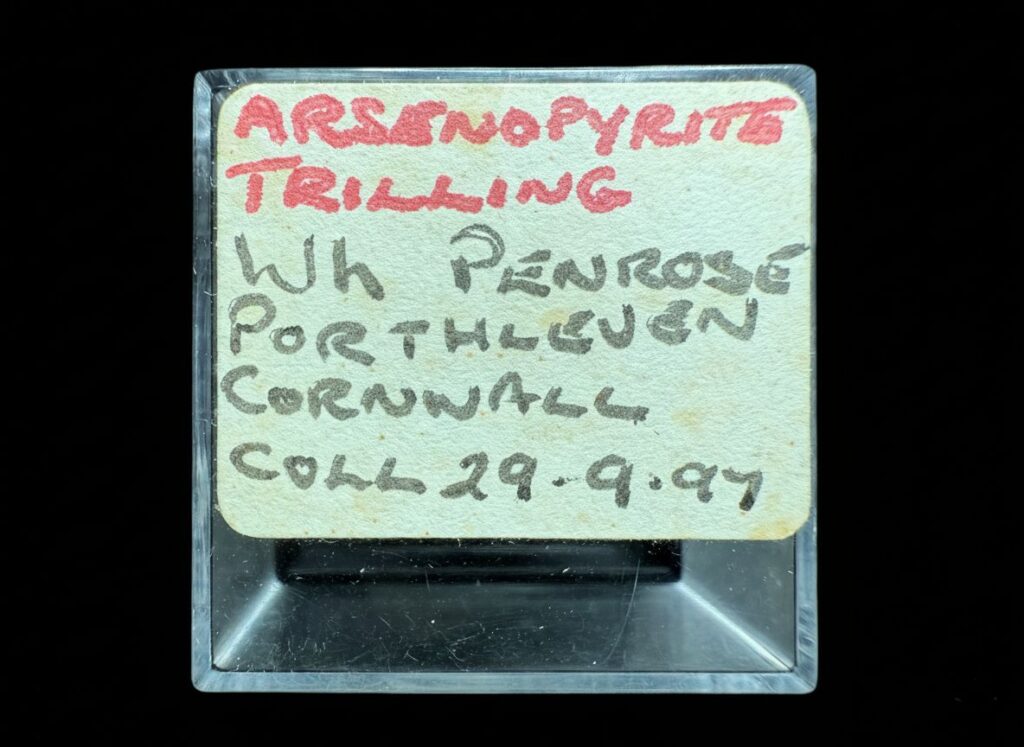 ARSENOPYRITE
TRILLING
Wh PENROSE
PORTHLEVEN
CORNWALL
COLL 29.9.97